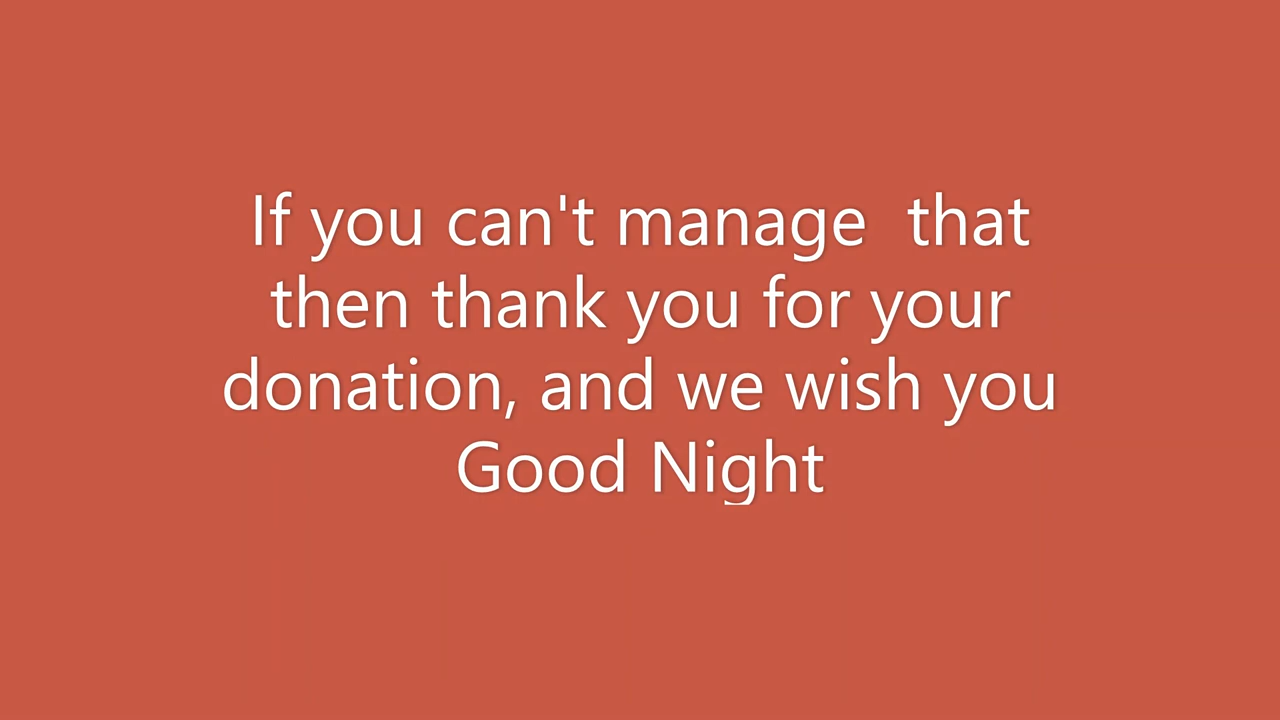 If you can't manage  that
then thank you for your
donation, and we wish you
Good Night